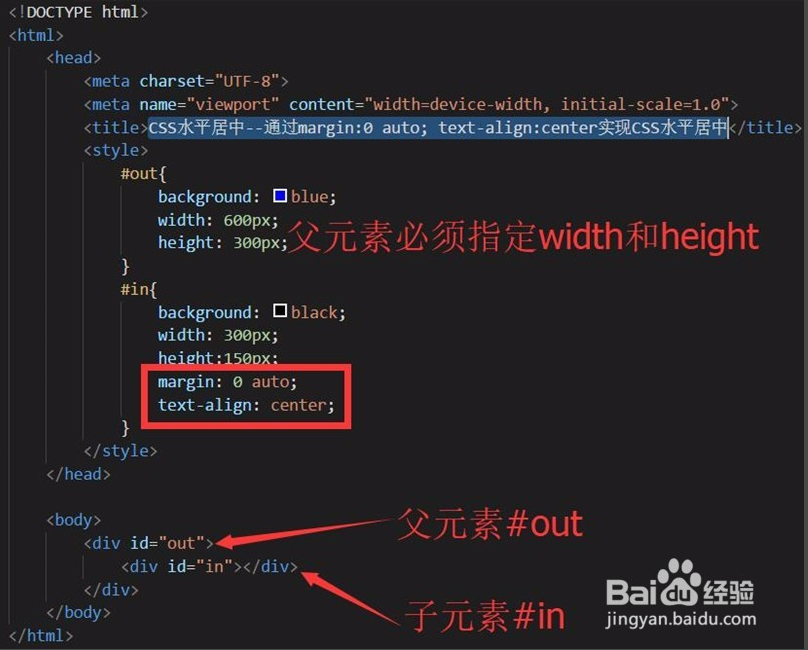 <!DOCTYPE html>
<html>
<head>
<meta charset="UTF-8">
<meta name="viewport" content="width=device-width, initial-scale=1.0">
<title>CSS水平居中--通过margin:0 auto; text-align:center实现CSS水平居中</title>
<style>
#out{
background: blue;
width: 600px;
height: 300px;父元素必须指定width和height
}
#in{
background: black;
width: 300px;
height:150px;
margin: 0 auto;
text-align: center;
}
</style>
</head>
<body>
<div id="out"> 父元素#out
<div id="in"></div>
</div> 子元素#in
</body>
</html>
Baidu经验
jingyan.baidu.com